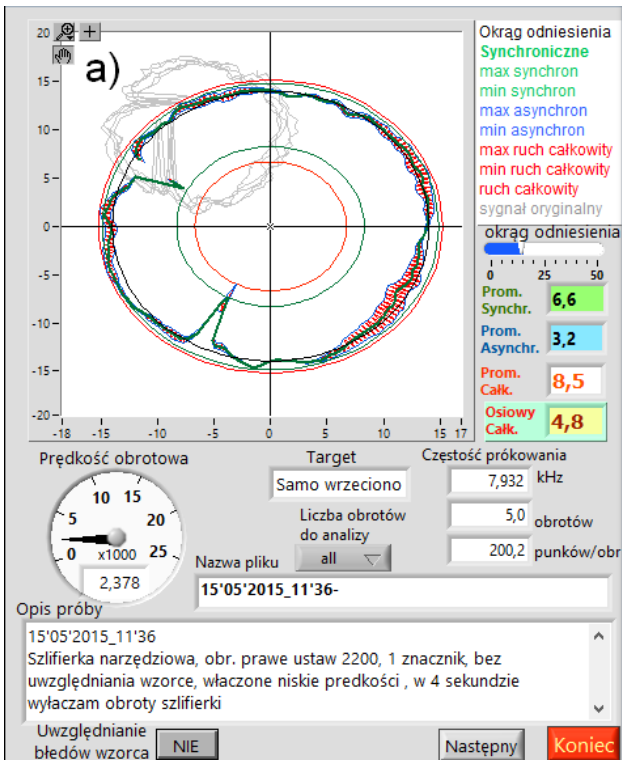 a)
20
15
10
5
0
-5
-10
-15
-20
-18 -15 -10 -5 0 5 10 15 17
Okrąg odniesienia
Synchroniczne
max synchron
min synchron
max asynchron
min asynchron
max ruch całkowity
min ruch całkowity
ruch całkowity
sygnał oryginalny
okrąg odniesienia
0 25 50
Prom. Synchr. 6,6
Prom. Asynchr. 3,2
Prom. Całk. 8,5
Osiowy Całk. 4,8
Prędkość obrotowa
0 5 10 15 20 25
x1000
2,378
Target
Samo wrzeciono
Liczba obrotów
do analizy
all
Częstość prókowania
7,932 kHz
5,0 obrotów
200,2 punków/obr
Nazwa pliku
15'05'2015_11'36-
Opis próby
15'05'2015_11'36
Szlifierka narzędziowa, obr. prawe ustaw 2200, 1 znacznik, bez
uwzględniania wzorce, właczone niskie predkości , w 4 sekundzie
wyłaczam obroty szlifierki
Uwzględnianie
błedów wzorca NIE
Następny
Koniec